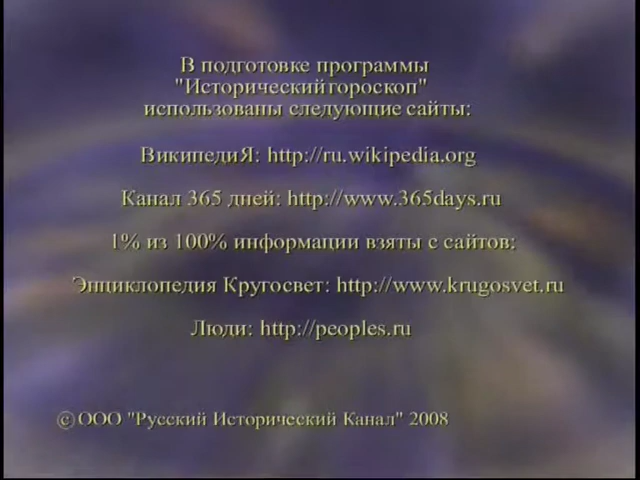 В подготовке программы
"Исторический гороскоп"
использованы следующие сайты:
ВикипедиЯ: http://ru.wikipedia.org
Канал 365 дней: http://www.365days.ru
1% из 100% информации взяты с сайтов:
Энциклопедия Кругосвет: http://www.krugosvet.ru
Люди: http://peoples.ru
© ООО "Русский Исторический Канал" 2008